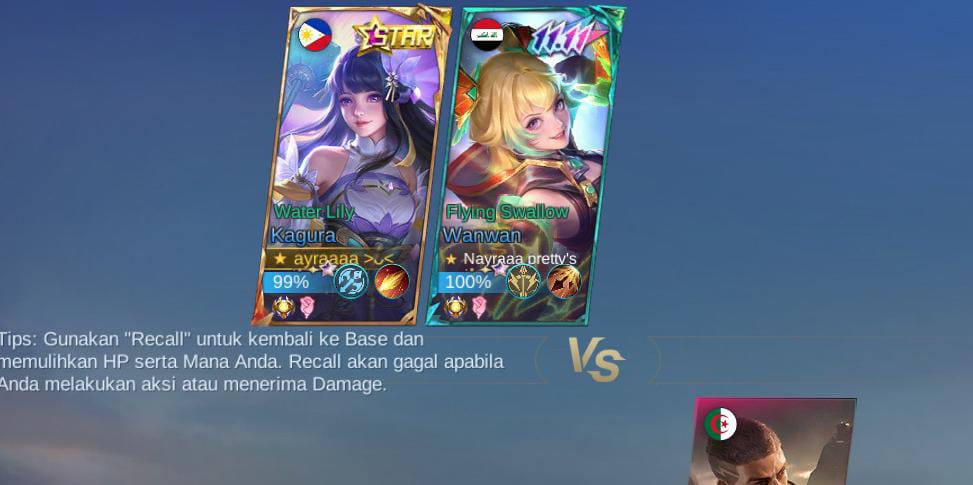 STAR
11.11
Water Lily
Flying Swallow
Kagura
Wanwan
ayraaaa >.<
Nayraaa pretty's
99%
100%
Tips: Gunakan "Recall" untuk kembali ke Base dan
memulihkan HP serta Mana Anda. Recall akan gagal apabila
Anda melakukan aksi atau menerima Damage.
VS